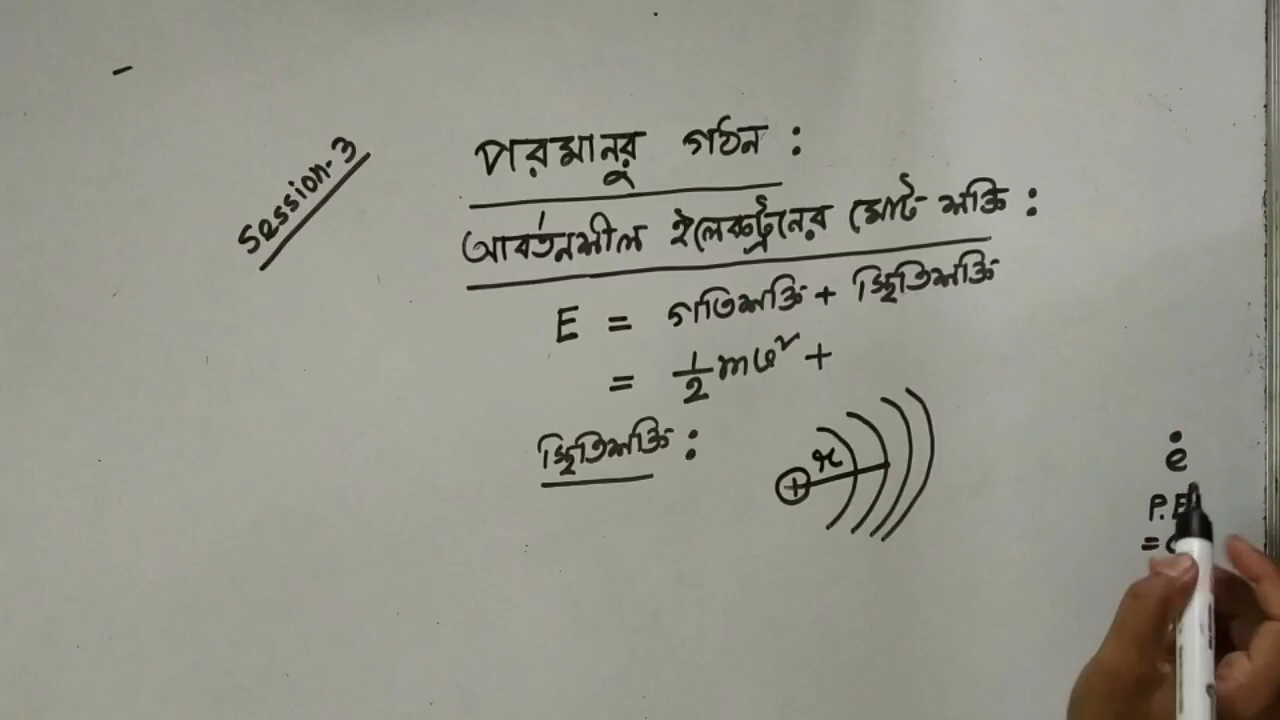 Session-3
পরমানুর গঠন :
আবর্তনশীল ইলেকট্রনের মোট শক্তি :
E = গতিশক্তি + স্থিতিশক্তি
= 1/2 mv² +
স্থিতিশক্তি :
r
+
e
P.E
=